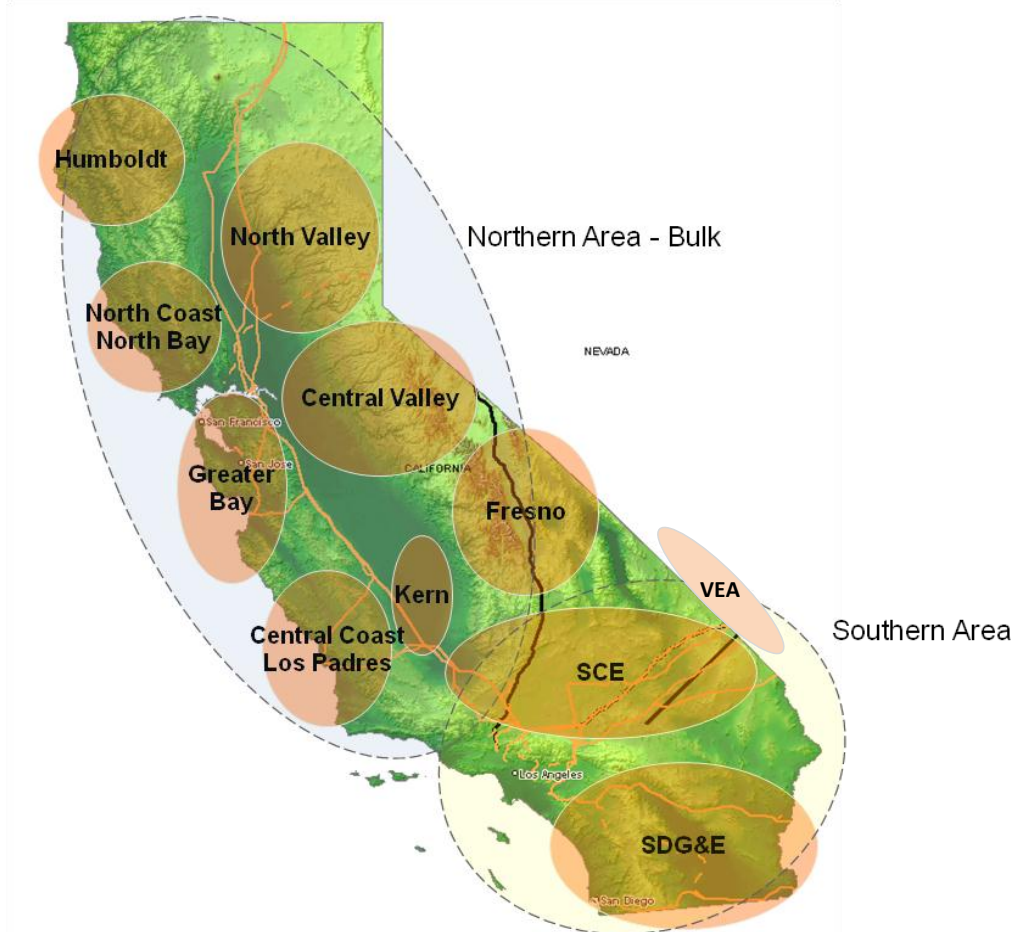 Humboldt
North Valley
Northern Area - Bulk
North Coast
North Bay
NEVADA
Central Valley
San Francisco
San Jose
CALIFORNIA
Greater
Bay
Fresno
Kern
VEA
Central Coast
Los Padres
Southern Area
SCE
Los Angeles
SDG&E
San Diego